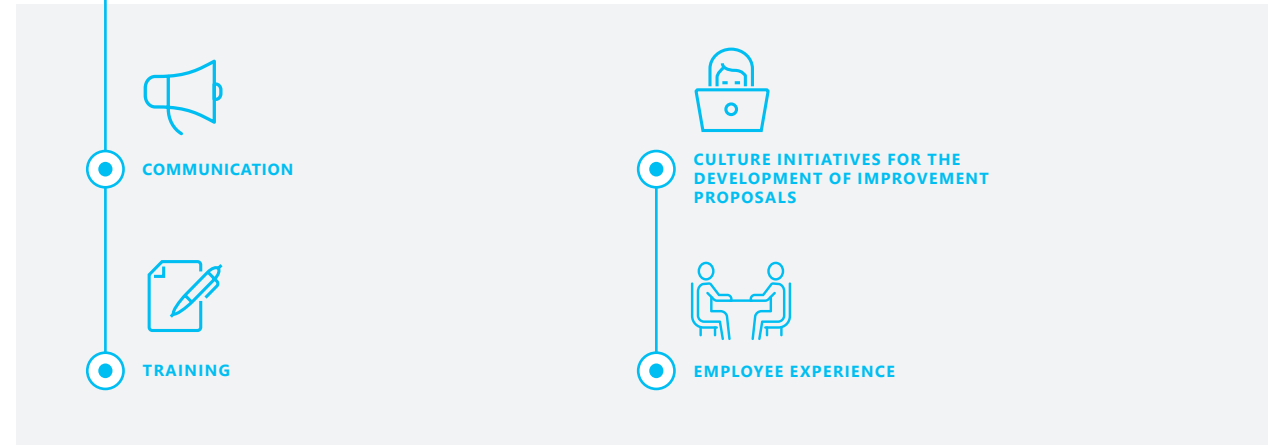 COMMUNICATION
TRAINING
CULTURE INITIATIVES FOR THE
DEVELOPMENT OF IMPROVEMENT
PROPOSALS
EMPLOYEE EXPERIENCE